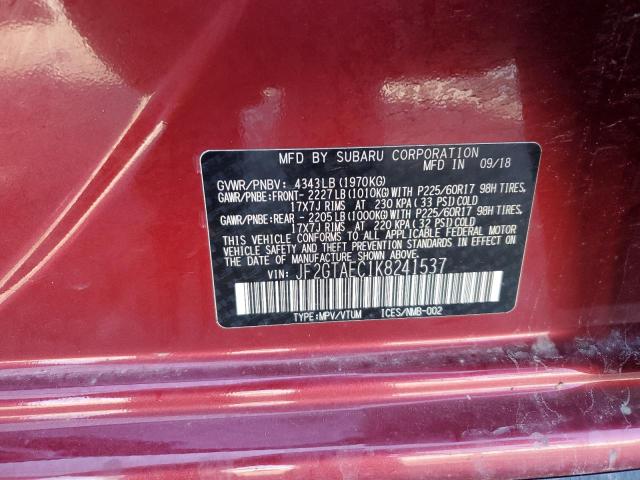 MFD BY SUBARU CORPORATION
MFD IN 09/18
GVWR/PNBV: 4343LB(1970KG)
GAWR/PNBE:FRONT- 2227LB(1010KG)WITH P225/60R17 98H TIRES,
17X7J RIMS AT 230 KPA(33 PSI)COLD
GAWR/PNBE:REAR - 2205LB(1000KG)WITH P225/60R17 98H TIRES,
17X7J RIMS AT 220 KPA(32 PSI)COLD
THIS VEHICLE CONFORMS TO ALL APPLICABLE FEDERAL MOTOR
VEHICLE SAFETY AND THEFT PREVENTION STANDARDS IN EFFECT
ON THE DATE OF MANUFACTURE SHOWN ABOVE.
VIN: JF2GTAEC1K8241537
TYPE:MPV/VTUM ICES/NMB-002